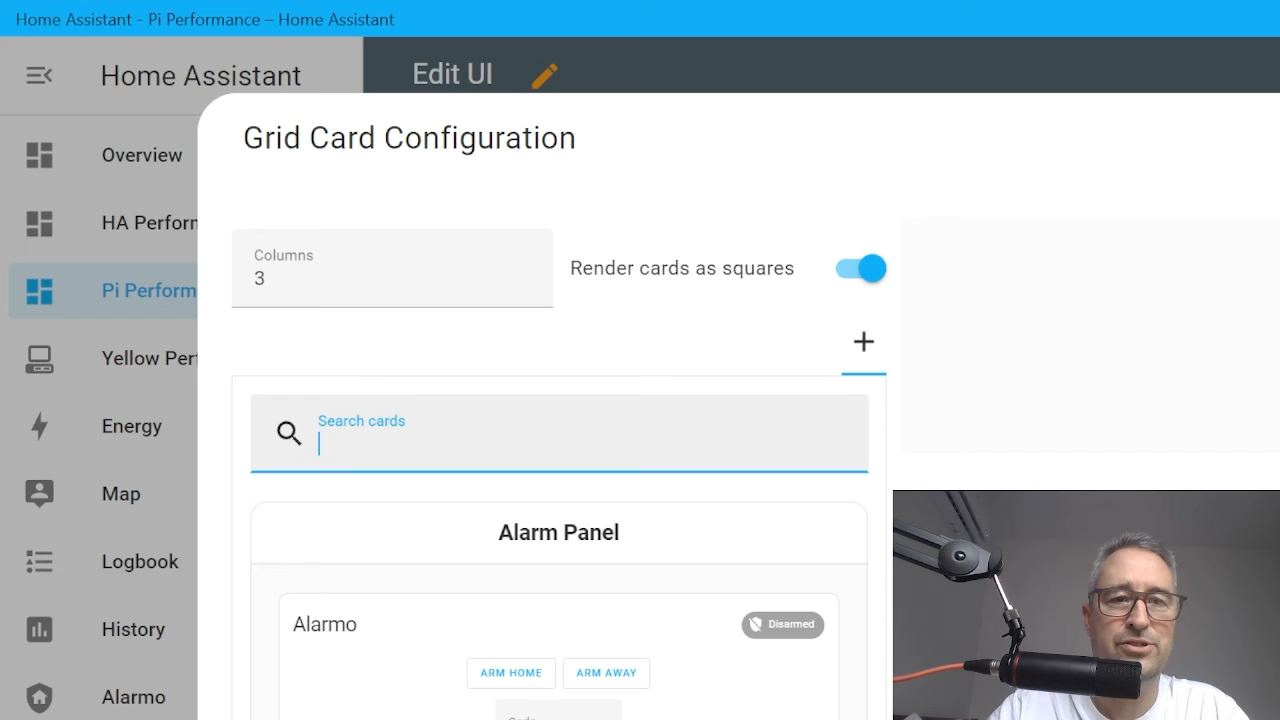 Home Assistant - Pi Performance – Home Assistant
Home Assistant
Edit UI
Grid Card Configuration
Overview
HA Perforn
Pi Perform
Yellow Per
Energy
Map
Logbook
History
Alarmo
Columns
3
Render cards as squares
+
Search cards
Alarm Panel
Alarmo
Disarmed
ARM HOME
ARM AWAY